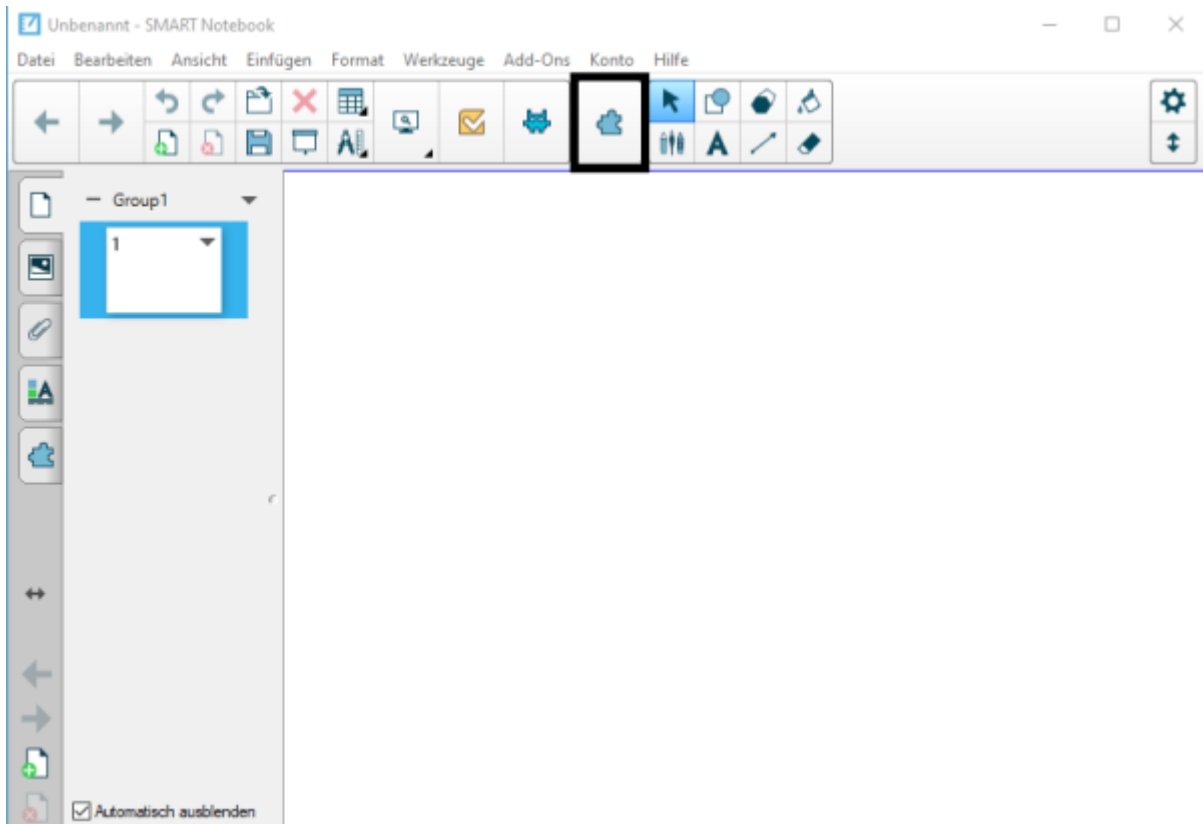 Unbenannt - SMART Notebook
Datei Bearbeiten Ansicht Einfügen Format Werkzeuge Add-Ons Konto Hilfe
Group1
1
Automatisch ausblenden